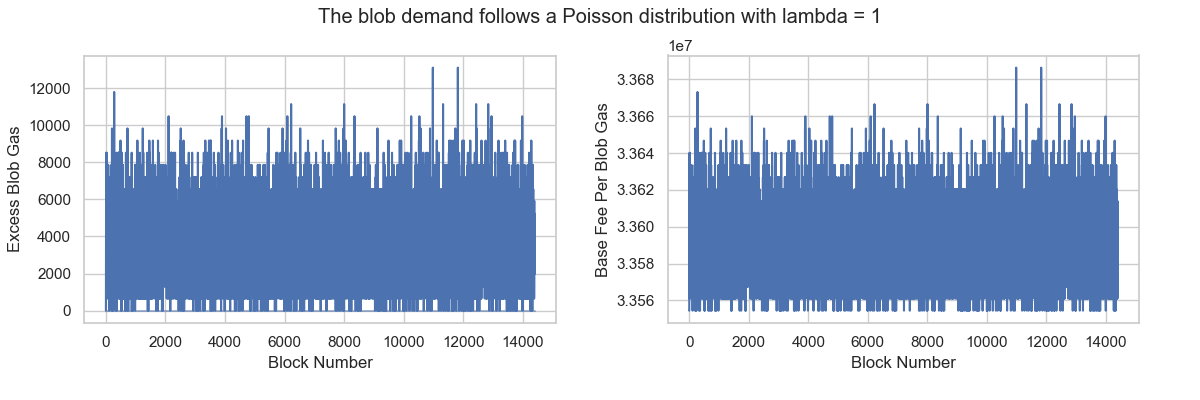 The blob demand follows a Poisson distribution with lambda = 1
Excess Blob Gas
12000
10000
8000
6000
4000
2000
0
0 2000 4000 6000 8000 10000 12000 14000
Block Number
1e7
Base Fee Per Blob Gas
3.368
3.366
3.364
3.362
3.360
3.358
3.356
0 2000 4000 6000 8000 10000 12000 14000
Block Number